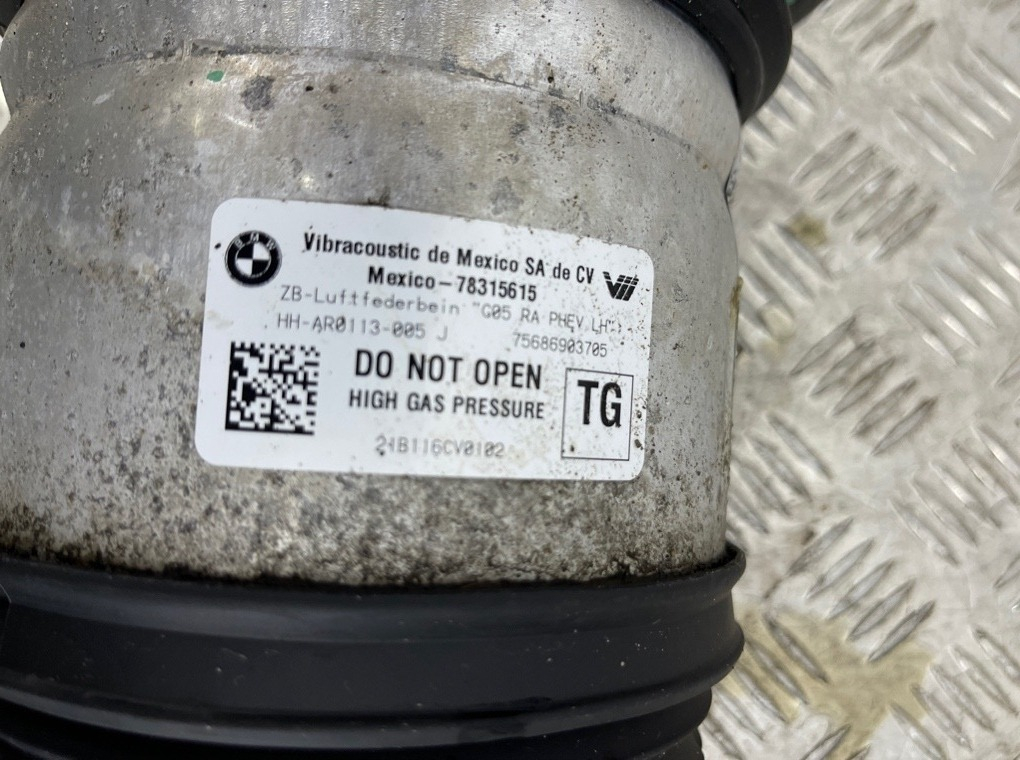 BMW
Vibracoustic de Mexico SA de CV
Mexico-78315615
ZB-Luftfederbein "G05 RA PHEV LH"
HH-AR0113-005 J 75686903705
DO NOT OPEN
HIGH GAS PRESSURE
TG
21B116CV0102